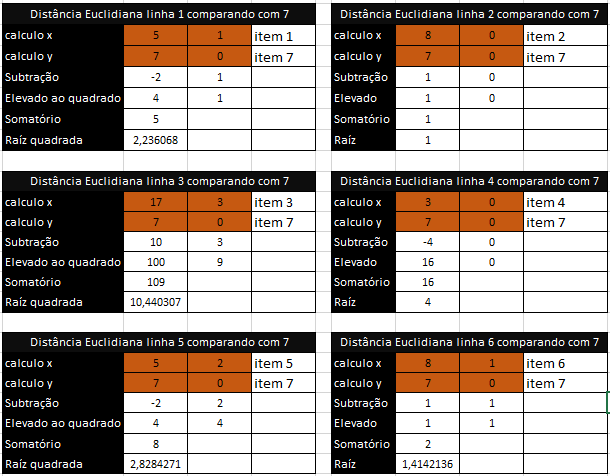 Distância Euclidiana linha 1 comparando com 7
calculo x 5 1 item 1
calculo y 7 0 item 7
Subtração -2 1
Elevado ao quadrado 4 1
Somatório 5
Raíz quadrada 2,236068
Distância Euclidiana linha 2 comparando com 7
calculo x 8 0 item 2
calculo y 7 0 item 7
Subtração 1 0
Elevado 1 0
Somatório 1
Raíz 1
Distância Euclidiana linha 3 comparando com 7
calculo x 17 3 item 3
calculo y 7 0 item 7
Subtração 10 3
Elevado ao quadrado 100 9
Somatório 109
Raíz quadrada 10,440307
Distância Euclidiana linha 4 comparando com 7
calculo x 3 0 item 4
calculo y 7 0 item 7
Subtração -4 0
Elevado 16 0
Somatório 16
Raíz 4
Distância Euclidiana linha 5 comparando com 7
calculo x 5 2 item 5
calculo y 7 0 item 7
Subtração -2 2
Elevado ao quadrado 4 4
Somatório 8
Raíz quadrada 2,8284271
Distância Euclidiana linha 6 comparando com 7
calculo x 8 1 item 6
calculo y 7 0 item 7
Subtração 1 1
Elevado 1 1
Somatório 2
Raíz 1,4142136